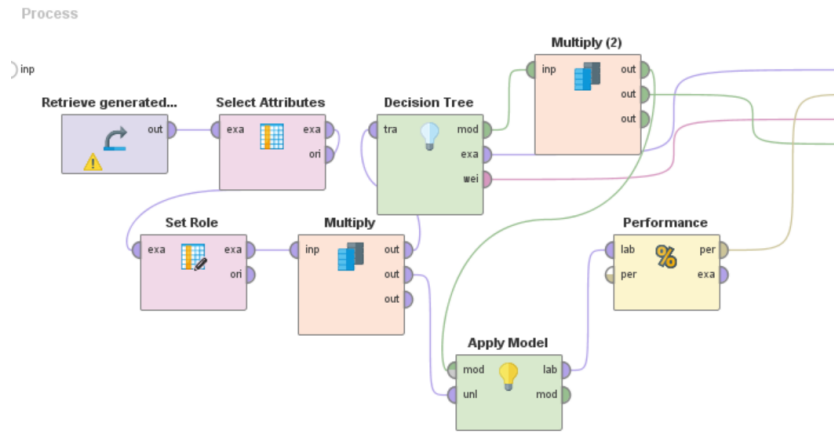 Process
inp
Multiply (2)
inp
out
out
out
Retrieve generated...
out
Select Attributes
exa
exa
ori
Decision Tree
tra
mod
exa
wei
Set Role
exa
exa
ori
Multiply
inp
out
out
out
Performance
lab
per
per
exa
Apply Model
mod
lab
unl
mod